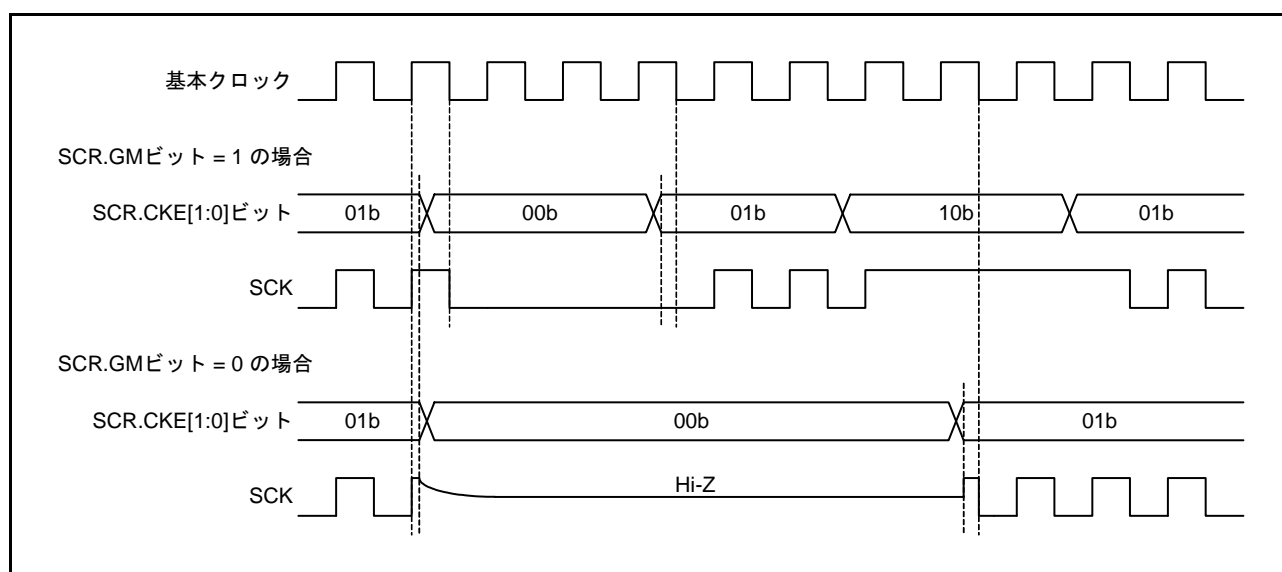 基本クロック
SCR.GMビット = 1 の場合
SCR.CKE[1:0]ビット 01b 00b 01b 10b 01b
SCK
SCR.GMビット = 0 の場合
SCR.CKE[1:0]ビット 01b 00b 01b
SCK Hi-Z